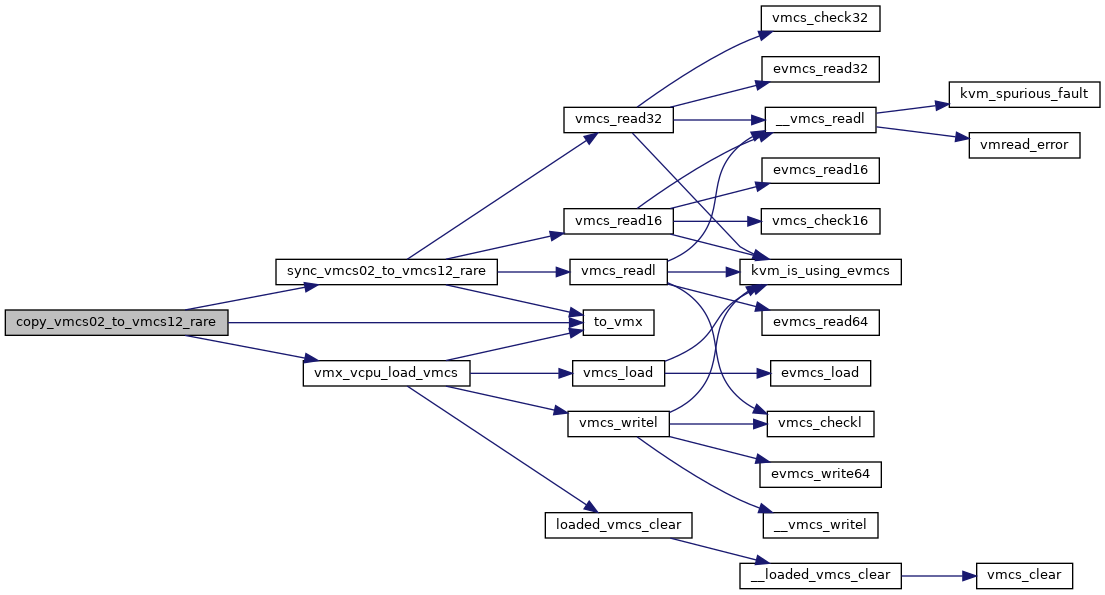 vmcs_check32
evmcs_read32
kvm_spurious_fault
vmcs_read32
__vmcs_readl
vmread_error
evmcs_read16
vmcs_read16
vmcs_check16
sync_vmcs02_to_vmcs12_rare
vmcs_readl
kvm_is_using_evmcs
copy_vmcs02_to_vmcs12_rare
to_vmx
evmcs_read64
vmx_vcpu_load_vmcs
vmcs_load
evmcs_load
vmcs_writel
vmcs_checkl
evmcs_write64
loaded_vmcs_clear
__vmcs_writel
__loaded_vmcs_clear
vmcs_clear